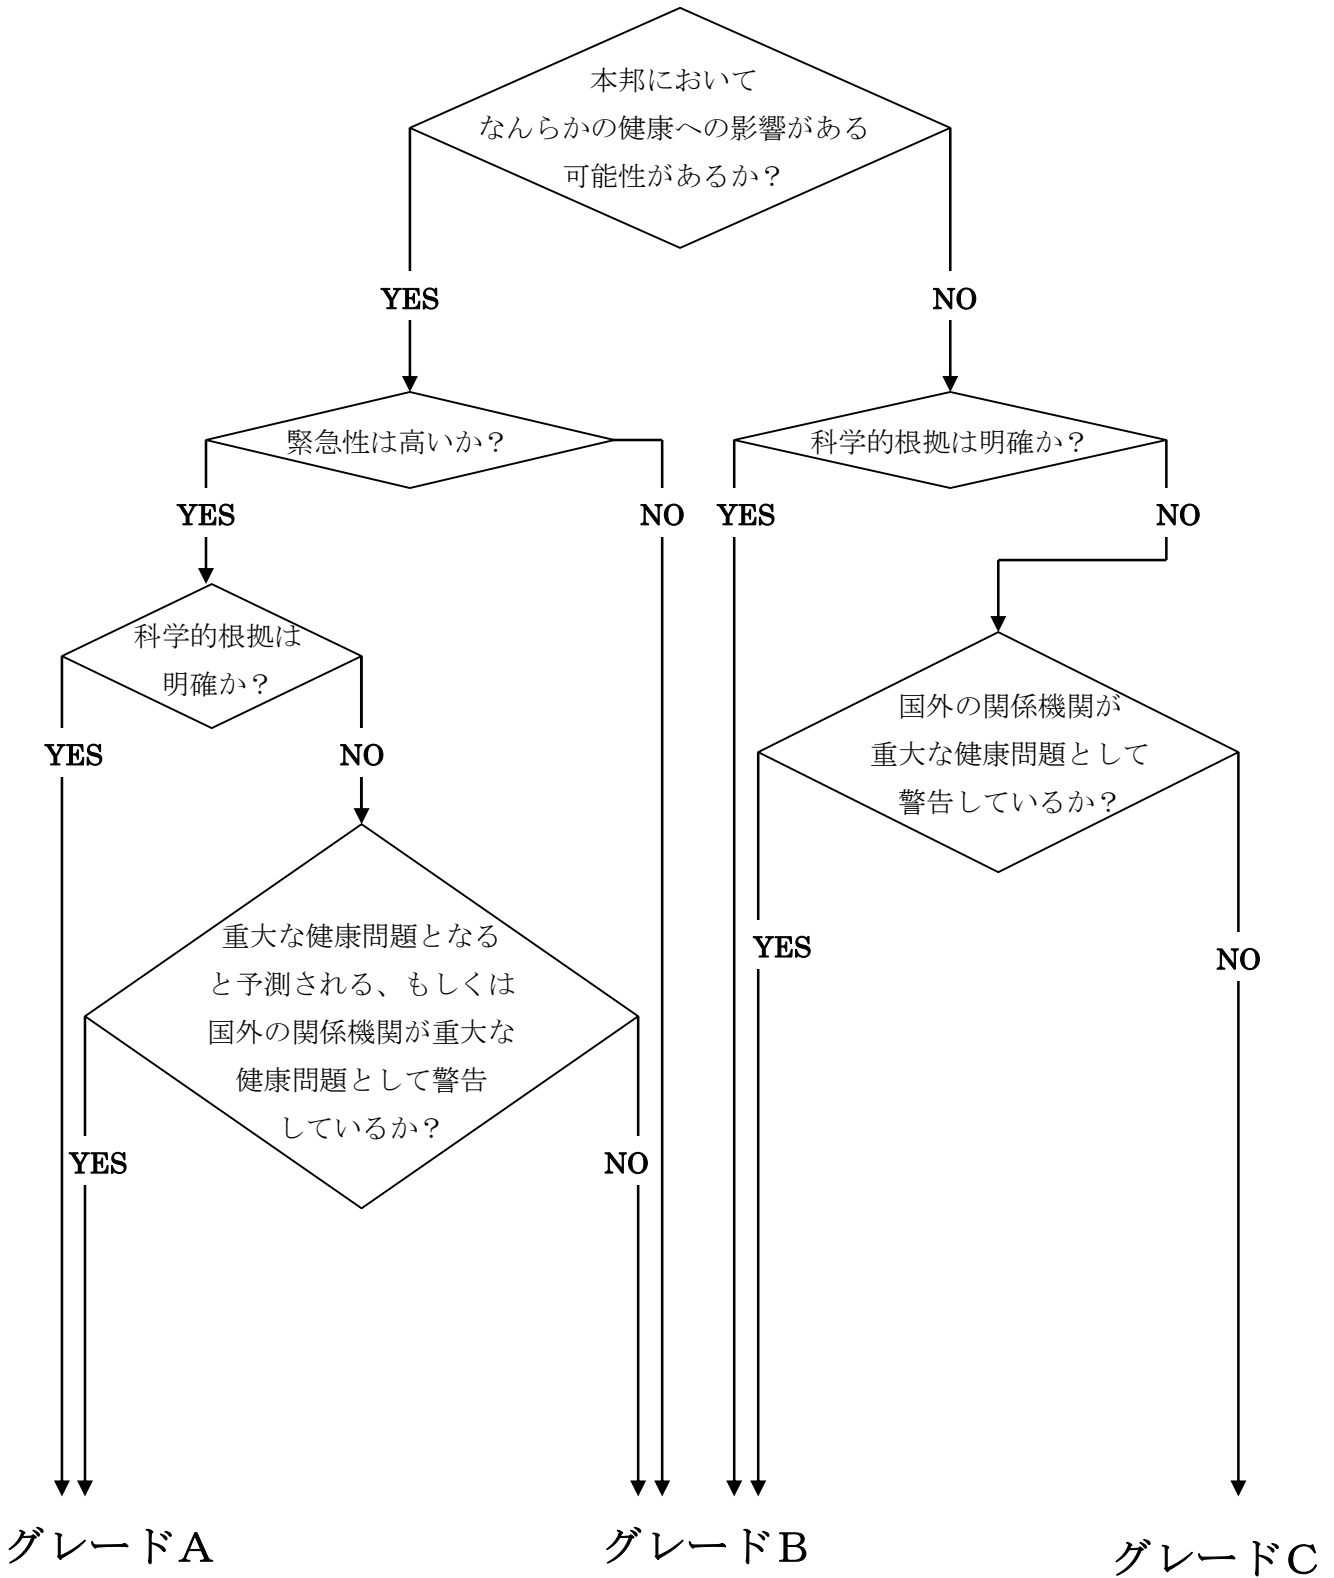 本邦において
なんらかの健康への影響がある
可能性があるか？
YES
NO
緊急性は高いか？
科学的根拠は明確か？
YES
NO
YES
NO
科学的根拠は
明確か？
国外の関係機関が
重大な健康問題として
警告しているか？
YES
NO
重大な健康問題となる
と予測される、もしくは
国外の関係機関が重大な
健康問題として警告
しているか？
YES
NO
YES
NO
グレードA
グレードB
グレードC